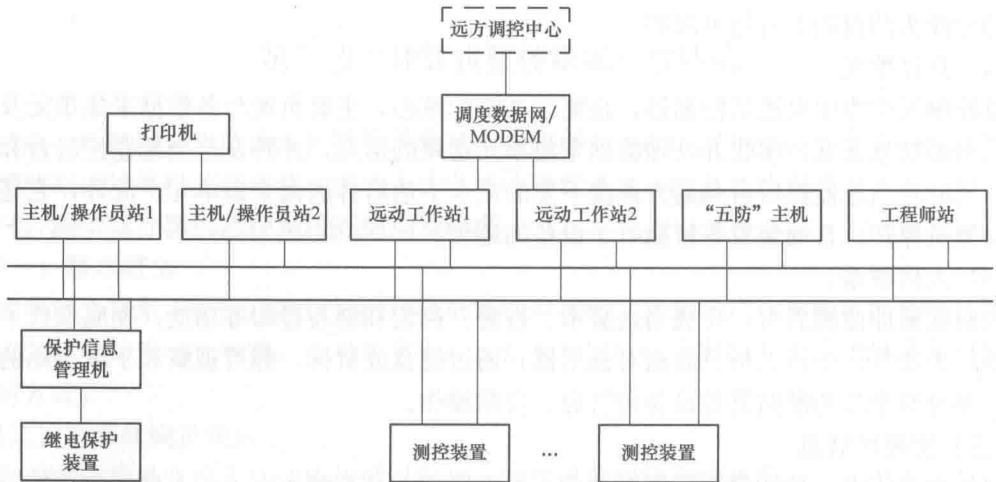 远方调控中心
调度数据网/
MODEM
打印机
主机/操作员站1
主机/操作员站2
远动工作站1
远动工作站2
“五防”主机
工程师站
保护信息
管理机
继电保护
装置
测控装置
...
测控装置